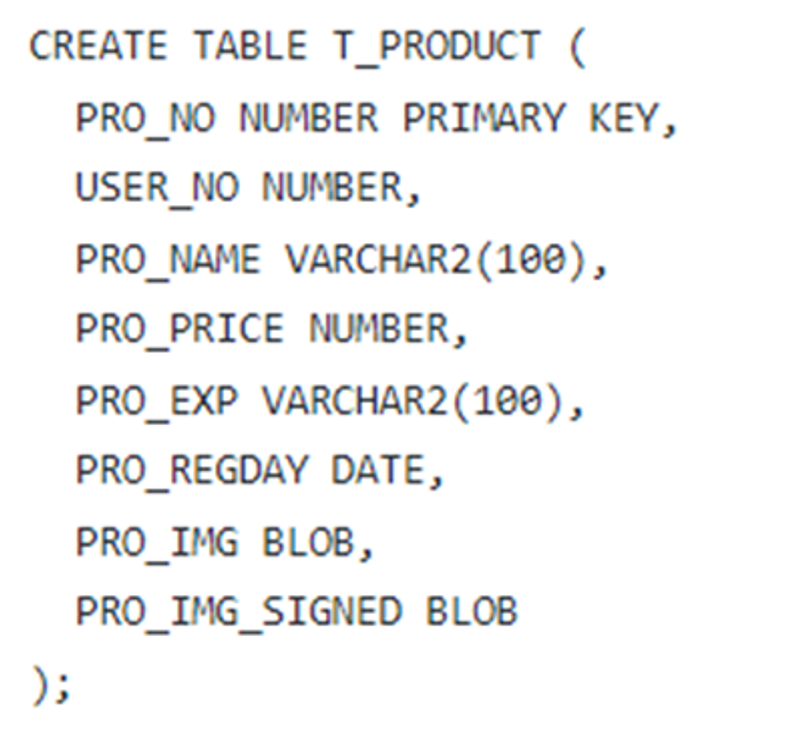 CREATE TABLE T_PRODUCT (
PRO_NO NUMBER PRIMARY KEY,
USER_NO NUMBER,
PRO_NAME VARCHAR2(100),
PRO_PRICE NUMBER,
PRO_EXP VARCHAR2(100),
PRO_REGDAY DATE,
PRO_IMG BLOB,
PRO_IMG_SIGNED BLOB
);